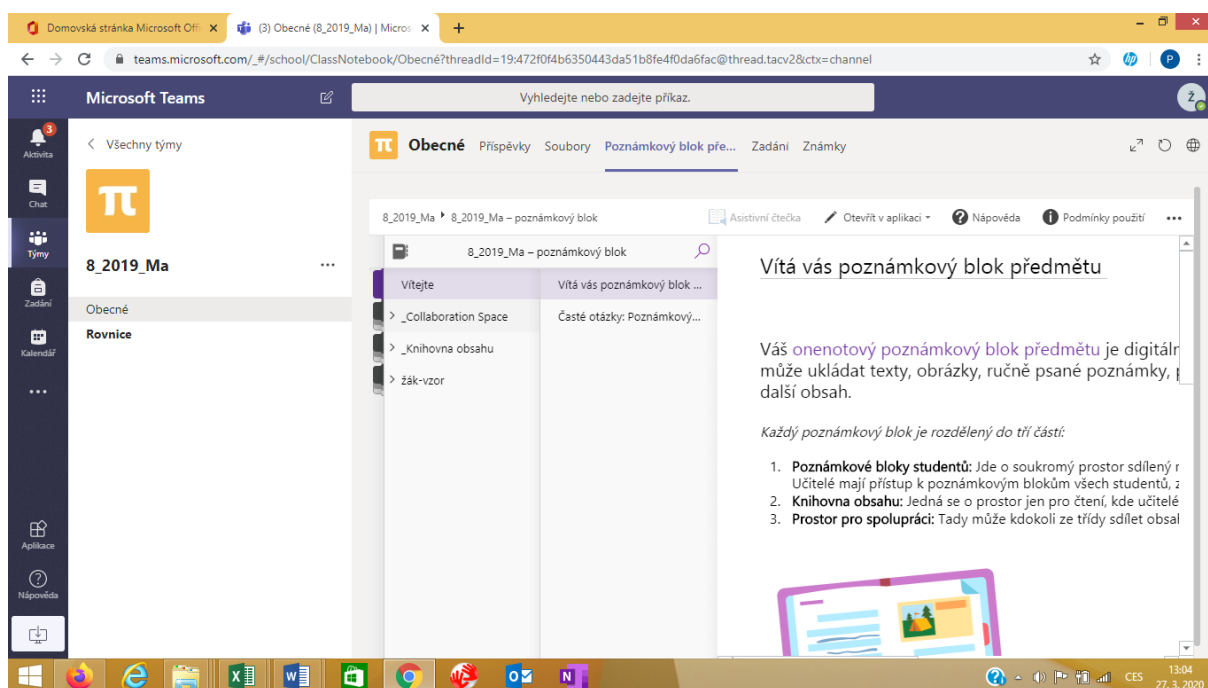 Domovská stránka Microsoft Offi
(3) Obecné (8_2019_Ma) | Micros
teams.microsoft.com/_#/school/ClassNotebook/Obecné?threadId=19:472f0f4b6350443da51b8fe4f0da6fac@thread.tacv2&ctx=channel
hp
P
Microsoft Teams
Vyhledejte nebo zadejte příkaz.
Ž
3
Aktivita
Chat
Týmy
Zadání
Kalendář
Aplikace
Nápověda
Všechny týmy
π
8_2019_Ma
Obecné
Rovnice
π Obecné Příspěvky Soubory Poznámkový blok pře... Zadání Známky
8_2019_Ma 8_2019_Ma – poznámkový blok
Asistivní čtečka Otevřít v aplikaci Nápověda Podmínky použití
8_2019_Ma – poznámkový blok
Vítejte
_Collaboration Space
_Knihovna obsahu
žák-vzor
Vítá vás poznámkový blok ...
Časté otázky: Poznámkový...
Vítá vás poznámkový blok předmětu
Váš onenotový poznámkový blok předmětu je digitáln
může ukládat texty, obrázky, ručně psané poznámky,
další obsah.
Každý poznámkový blok je rozdělený do tří částí:
1. Poznámkové bloky studentů: Jde o soukromý prostor sdílený
Učitelé mají přístup k poznámkovým blokům všech studentů,
2. Knihovna obsahu: Jedná se o prostor jen pro čtení, kde učitelé
3. Prostor pro spolupráci: Tady může kdokoli ze třídy sdílet obsah
CES
13:04
27. 3. 2020